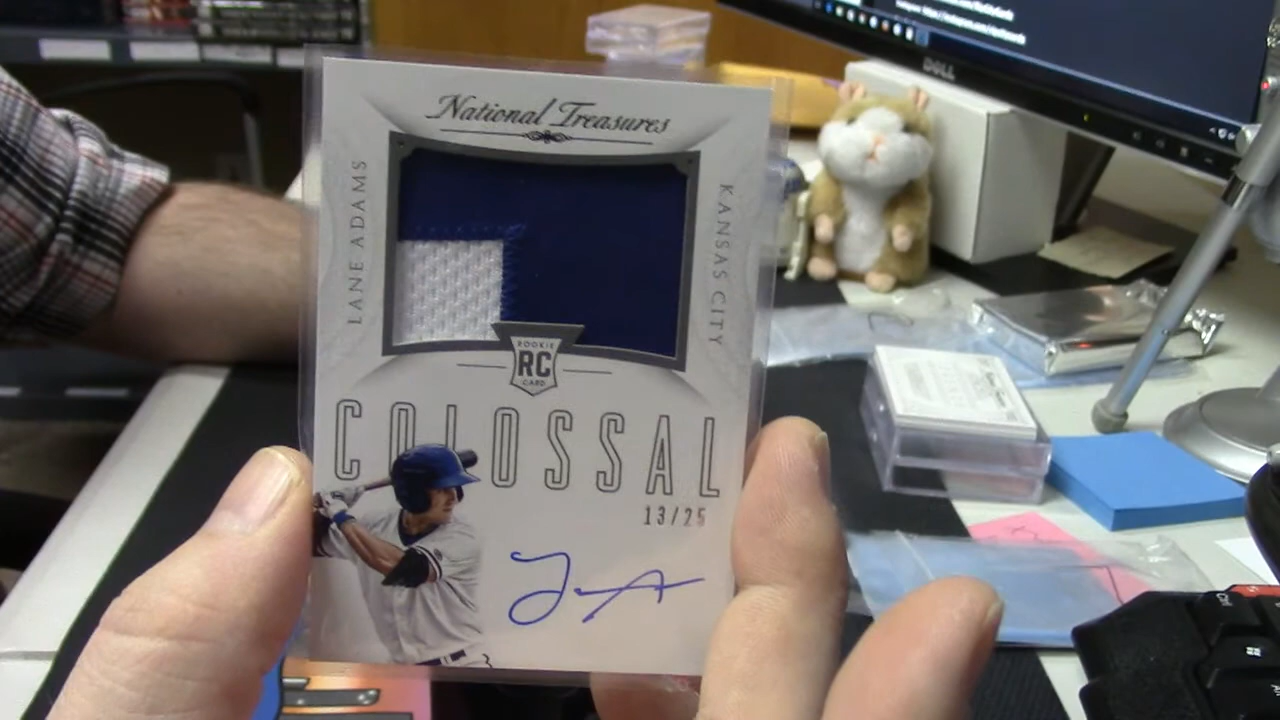 DELL
National Treasures
LANE ADAMS
KANSAS CITY
ROOKIE
RC
CARD
COLOSSAL
13/25